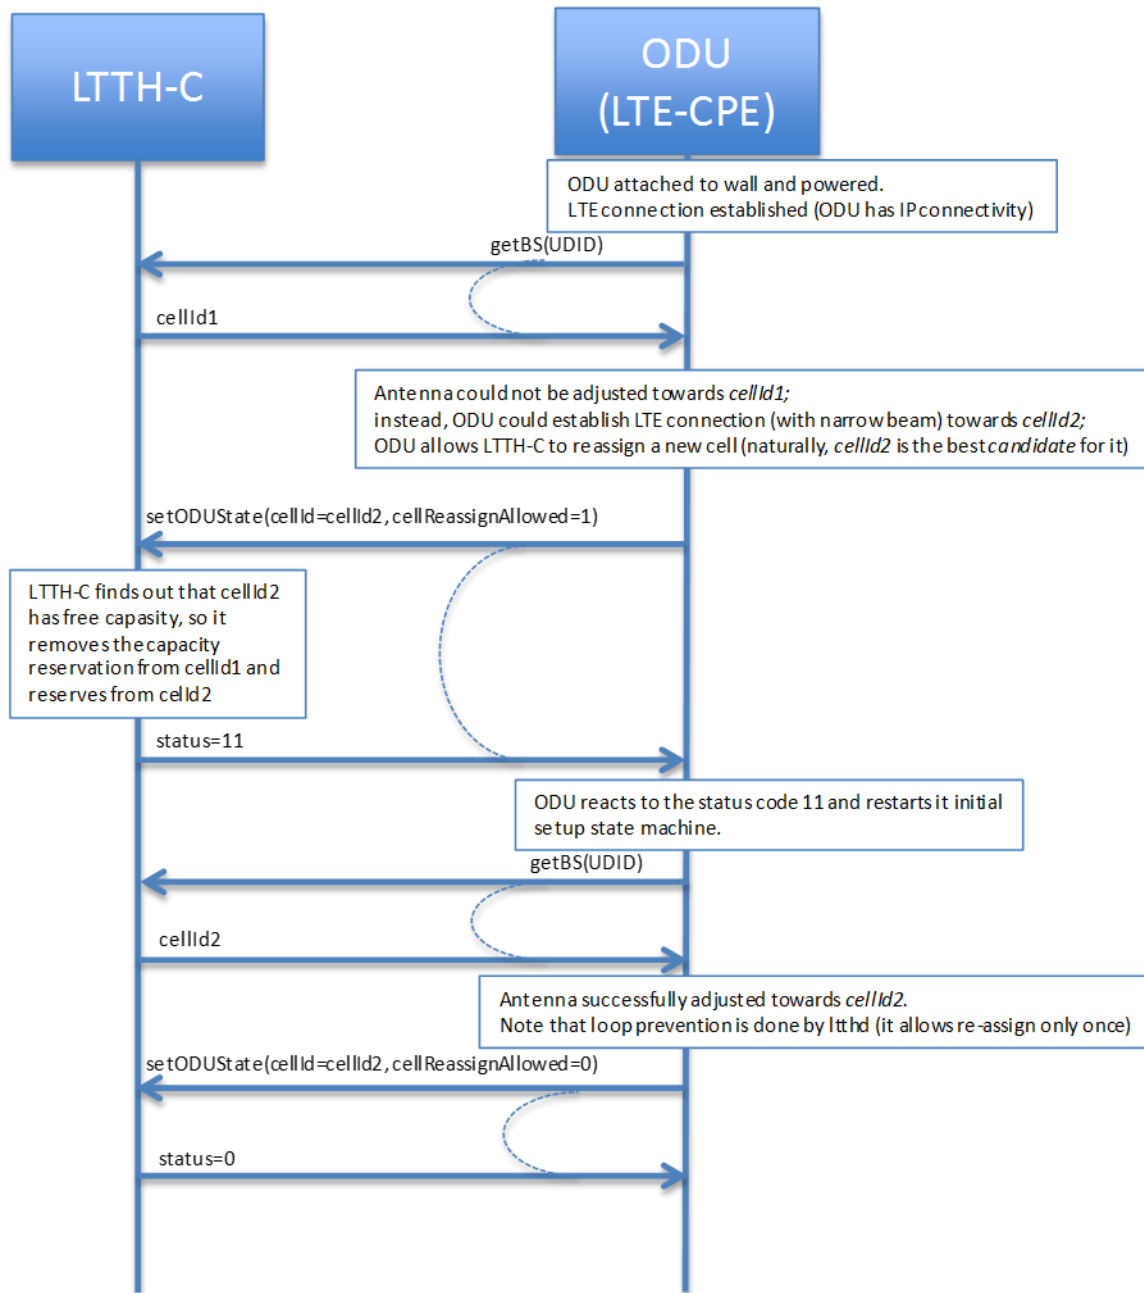 LTTH-C
ODU
(LTE-CPE)
ODU attached to wall and powered.
LTE connection established (ODU has IP connectivity)
getBS(UDID)
cellId1
Antenna could not be adjusted towards cellId1;
instead, ODU could establish LTE connection (with narrow beam) towards cellId2;
ODU allows LTTH-C to reassign a new cell (naturally, cellId2 is the best candidate for it)
setODUState(cellId=cellId2, cellReassignAllowed=1)
LTTH-C finds out that cellId2
has free capasity, so it
removes the capacity
reservation from cellId1 and
reserves from celId2
status=11
ODU reacts to the status code 11 and restarts it initial
setup state machine.
getBS(UDID)
cellId2
Antenna successfully adjusted towards cellId2.
Note that loop prevention is done by ltthd (it allows re-assign only once)
setODUState(cellId=cellId2, cellReassignAllowed=0)
status=0